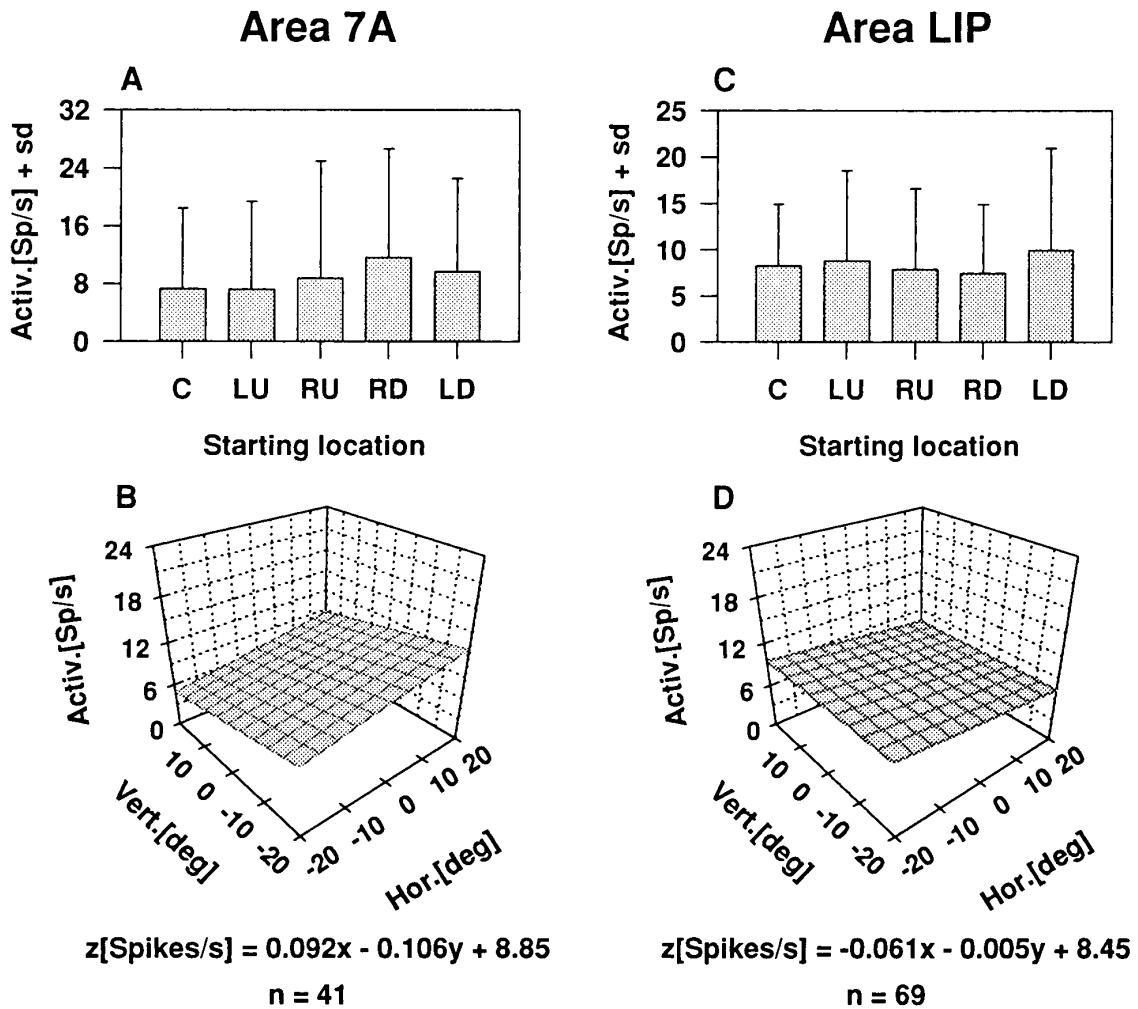 Area 7A
Area LIP
A
Activ.[Sp/s] + sd
32
24
16
8
0
C LU RU RD LD
Starting location
C
Activ.[Sp/s] + sd
25
20
15
10
5
0
C LU RU RD LD
Starting location
B
Activ.[Sp/s]
24
18
12
6
0
10 0 -10 -20
Vert.[deg]
-20 -10 0 10 20
Hor.[deg]
z[Spikes/s] = 0.092x - 0.106y + 8.85
n = 41
D
Activ.[Sp/s]
24
18
12
6
0
10 0 -10 -20
Vert.[deg]
-20 -10 0 10 20
Hor.[deg]
z[Spikes/s] = -0.061x - 0.005y + 8.45
n = 69